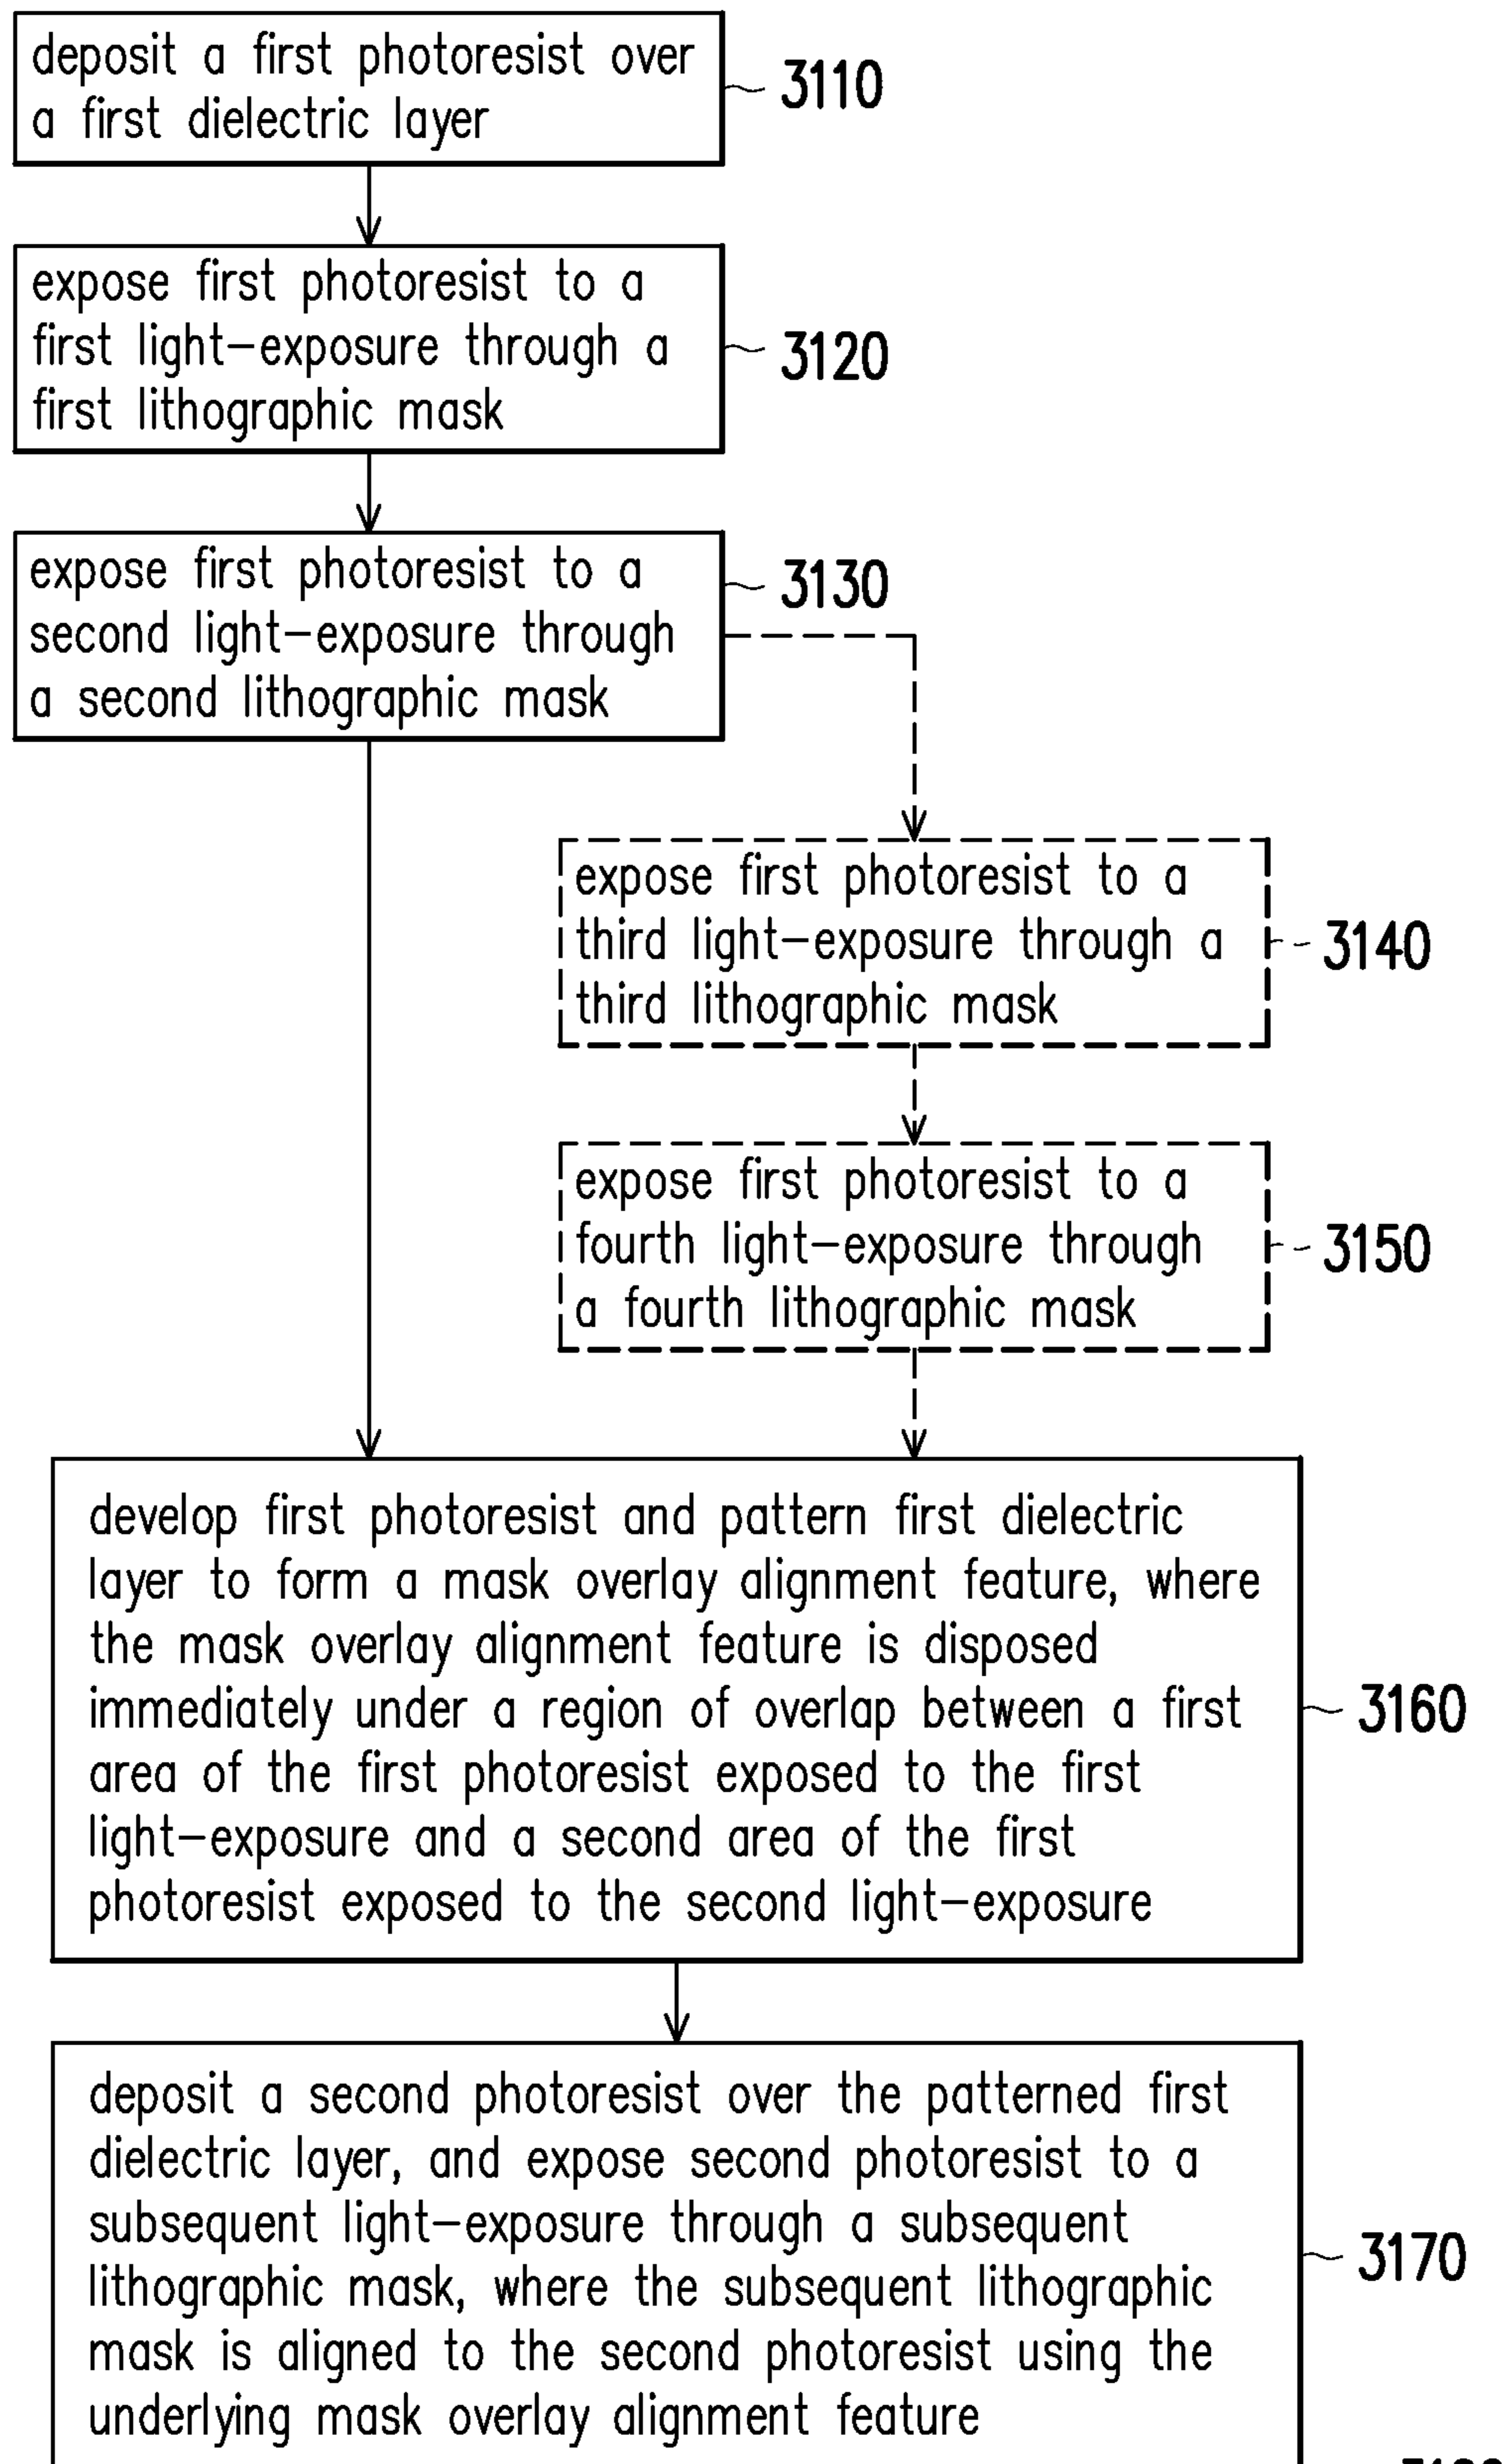 deposit a first photoresist over
a first dielectric layer
3110
expose first photoresist to a
first light-exposure through a
first lithographic mask
3120
expose first photoresist to a
second light-exposure through
a second lithographic mask
3130
expose first photoresist to a
third light-exposure through a
third lithographic mask
3140
expose first photoresist to a
fourth light-exposure through
a fourth lithographic mask
3150
develop first photoresist and pattern first dielectric
layer to form a mask overlay alignment feature, where
the mask overlay alignment feature is disposed
immediately under a region of overlap between a first
area of the first photoresist exposed to the first
light-exposure and a second area of the first
photoresist exposed to the second light-exposure
3160
deposit a second photoresist over the patterned first
dielectric layer, and expose second photoresist to a
subsequent light-exposure through a subsequent
lithographic mask, where the subsequent lithographic
mask is aligned to the second photoresist using the
underlying mask overlay alignment feature
3170